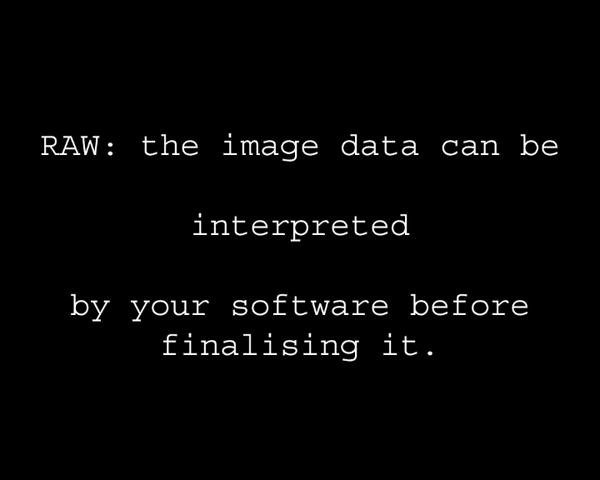 RAW: the image data can be
interpreted
by your software before
finalising it.